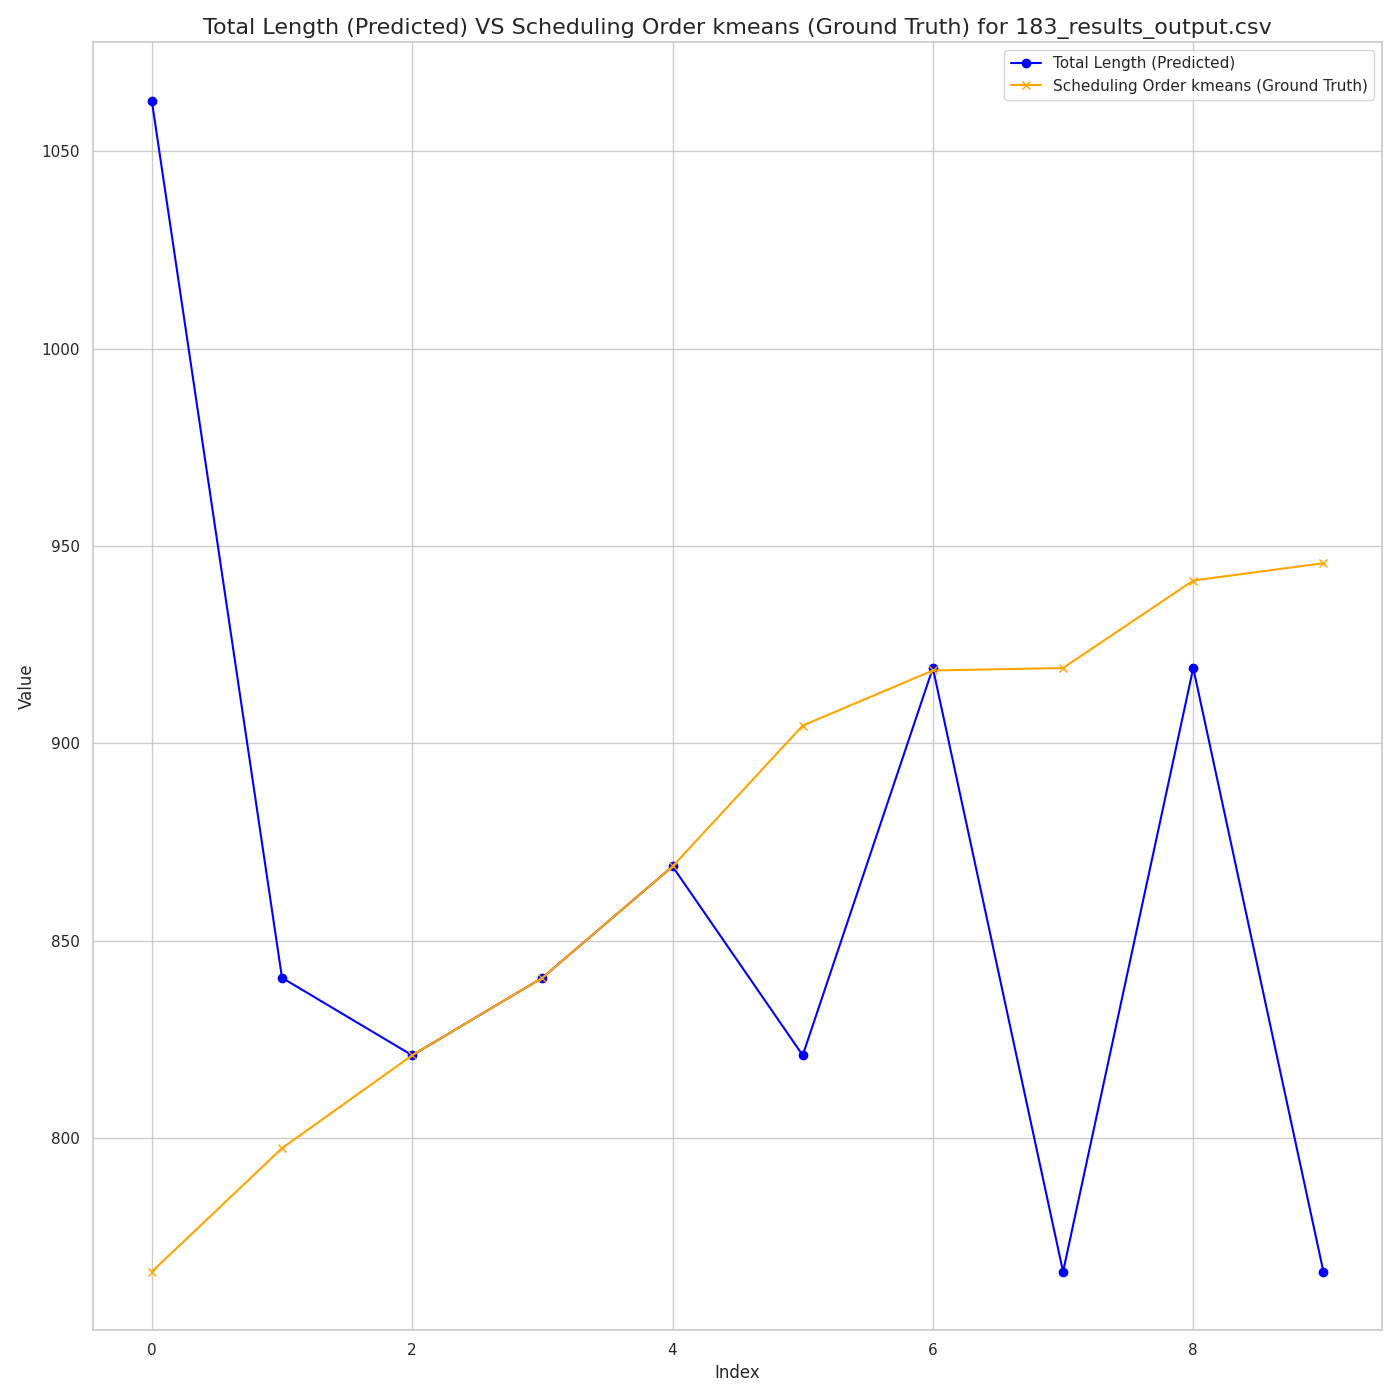 Total Length (Predicted) VS Scheduling Order kmeans (Ground Truth) for 183_results_output.csv
Total Length (Predicted)
Scheduling Order kmeans (Ground Truth)
1050
1000
950
900
850
800
Value
0
2
4
6
8
Index